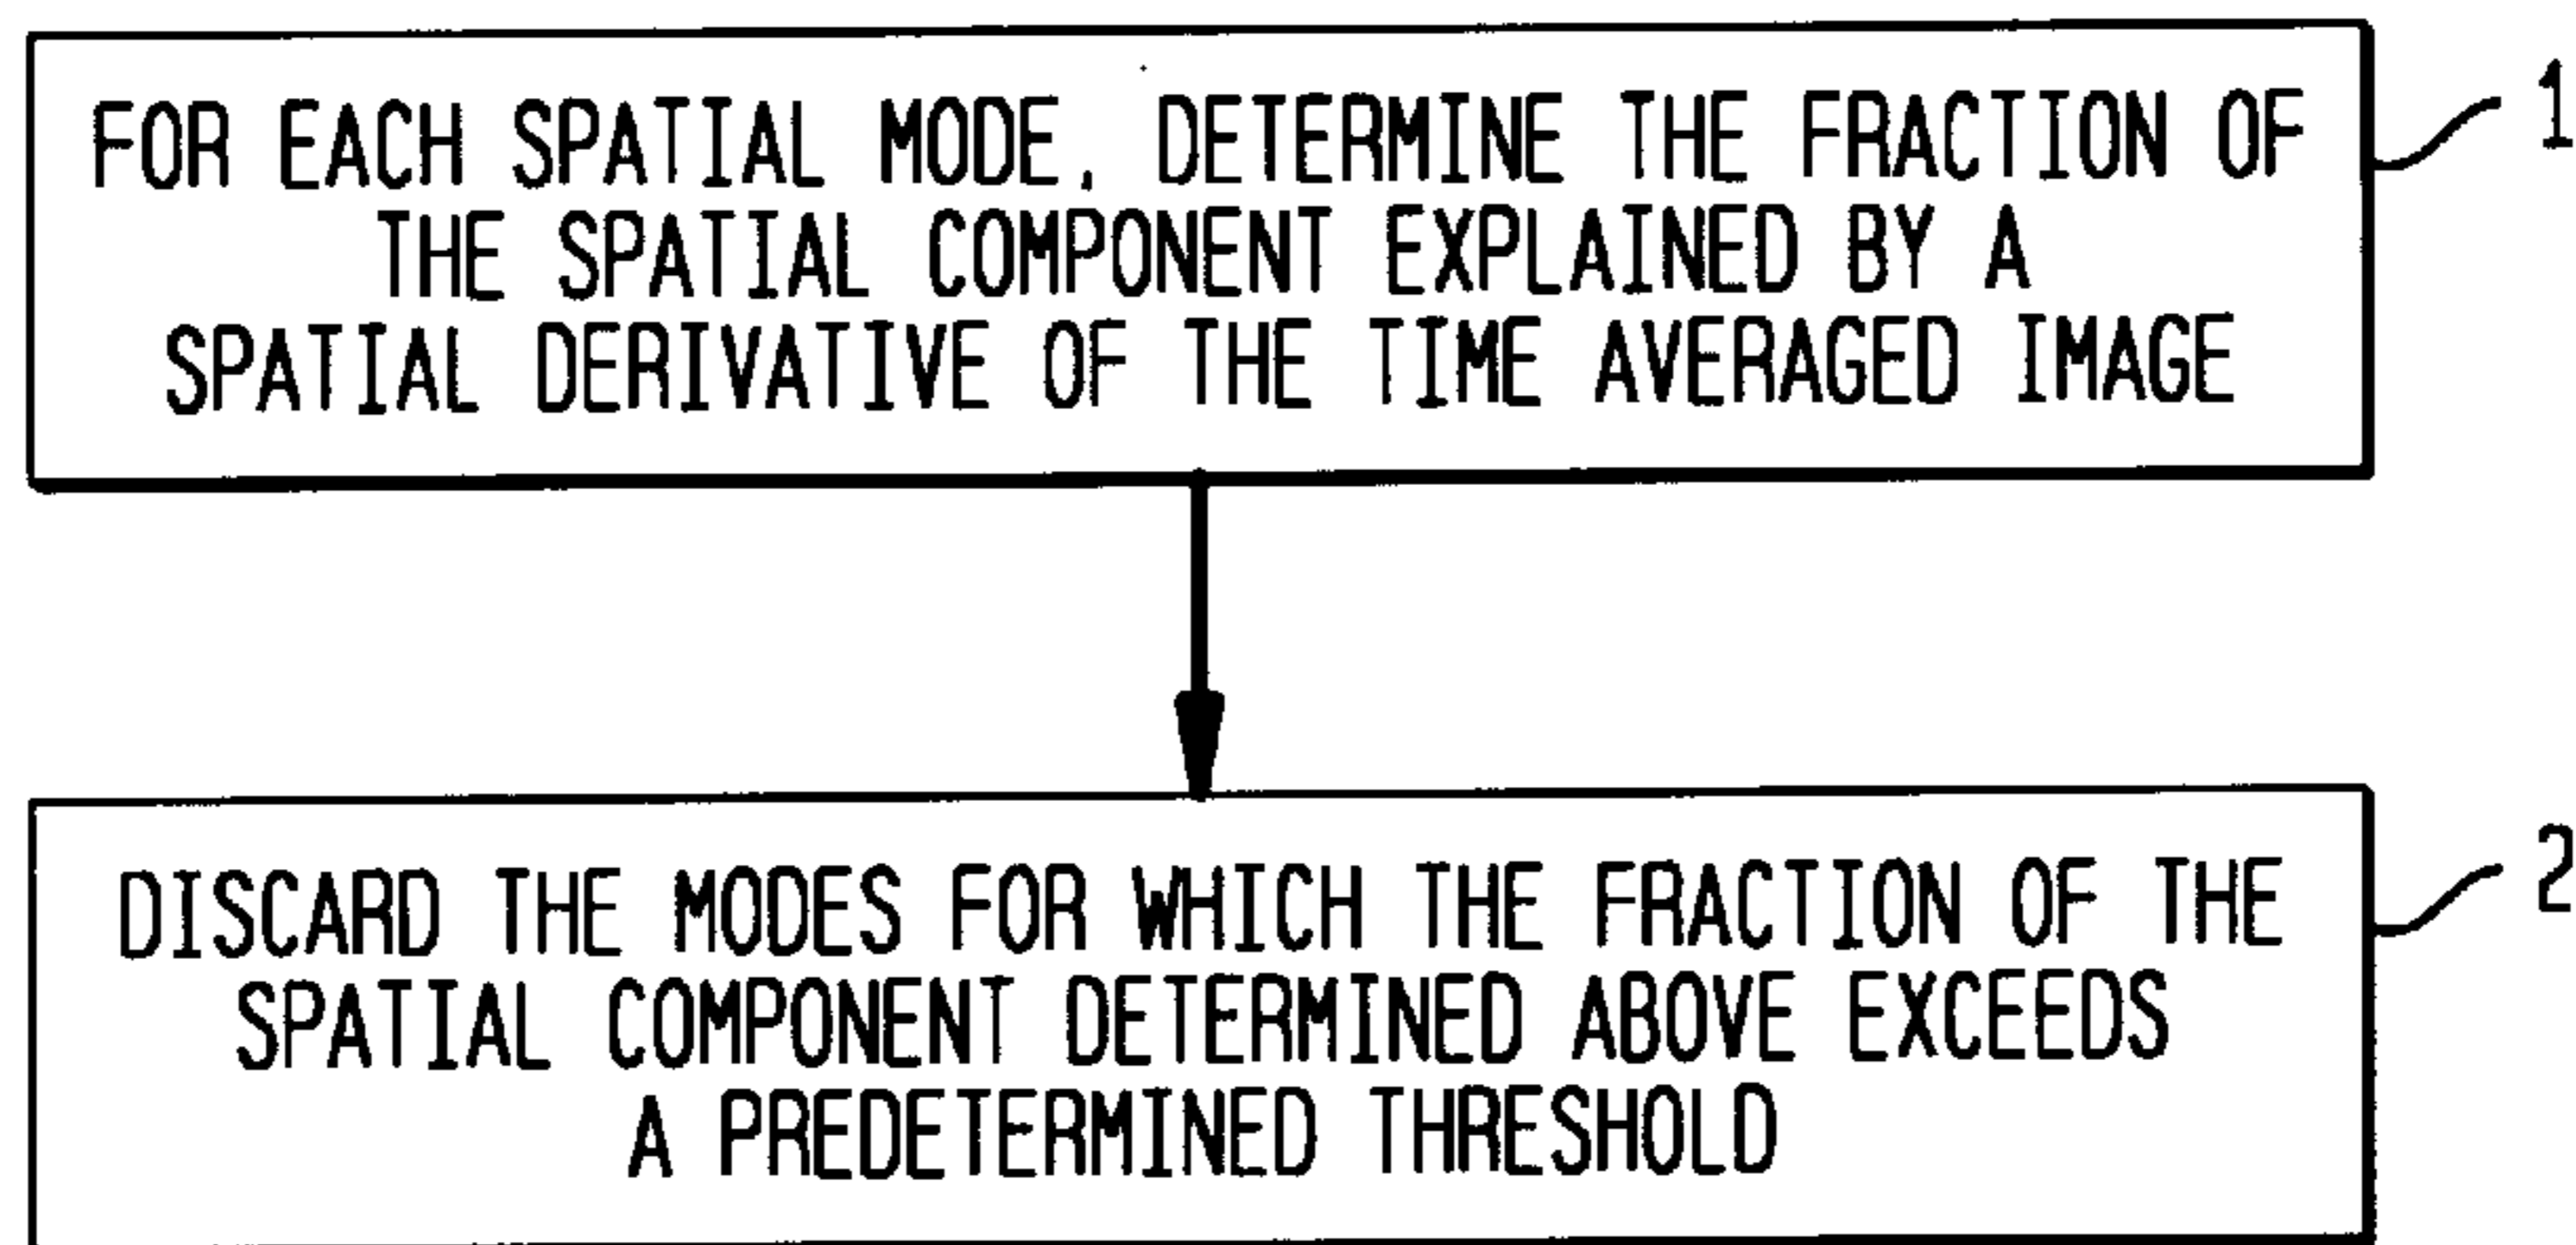 FOR EACH SPATIAL MODE, DETERMINE THE FRACTION OF
THE SPATIAL COMPONENT EXPLAINED BY A
SPATIAL DERIVATIVE OF THE TIME AVERAGED IMAGE
1
DISCARD THE MODES FOR WHICH THE FRACTION OF THE
SPATIAL COMPONENT DETERMINED ABOVE EXCEEDS
A PREDETERMINED THRESHOLD
2